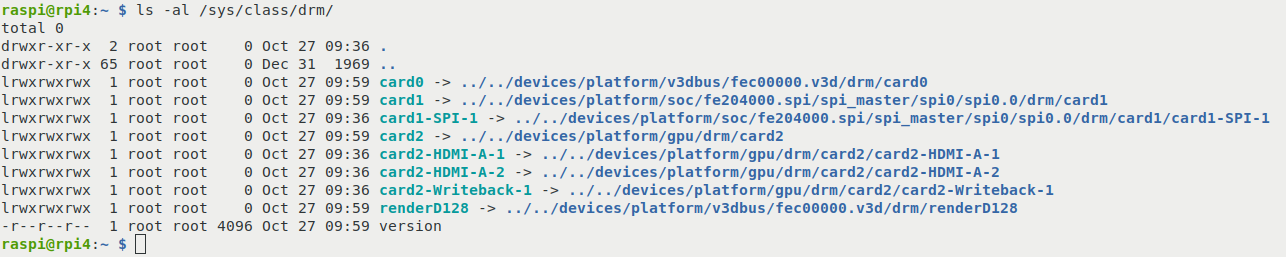 raspi@rpi4:~ $ ls -al /sys/class/drm/
total 0
drwxr-xr-x  2 root root    0 Oct 27 09:36 .
drwxr-xr-x 65 root root    0 Dec 31  1969 ..
lrwxrwxrwx  1 root root    0 Oct 27 09:59 card0 -> ../../devices/platform/v3dbus/fec00000.v3d/drm/card0
lrwxrwxrwx  1 root root    0 Oct 27 09:59 card1 -> ../../devices/platform/soc/fe204000.spi/spi_master/spi0/spi0.0/drm/card1
lrwxrwxrwx  1 root root    0 Oct 27 09:36 card1-SPI-1 -> ../../devices/platform/soc/fe204000.spi/spi_master/spi0/spi0.0/drm/card1/card1-SPI-1
lrwxrwxrwx  1 root root    0 Oct 27 09:59 card2 -> ../../devices/platform/gpu/drm/card2
lrwxrwxrwx  1 root root    0 Oct 27 09:36 card2-HDMI-A-1 -> ../../devices/platform/gpu/drm/card2/card2-HDMI-A-1
lrwxrwxrwx  1 root root    0 Oct 27 09:36 card2-HDMI-A-2 -> ../../devices/platform/gpu/drm/card2/card2-HDMI-A-2
lrwxrwxrwx  1 root root    0 Oct 27 09:36 card2-Writeback-1 -> ../../devices/platform/gpu/drm/card2/card2-Writeback-1
lrwxrwxrwx  1 root root    0 Oct 27 09:59 renderD128 -> ../../devices/platform/v3dbus/fec00000.v3d/drm/renderD128
-r--r--r--  1 root root 4096 Oct 27 09:59 version
raspi@rpi4:~ $